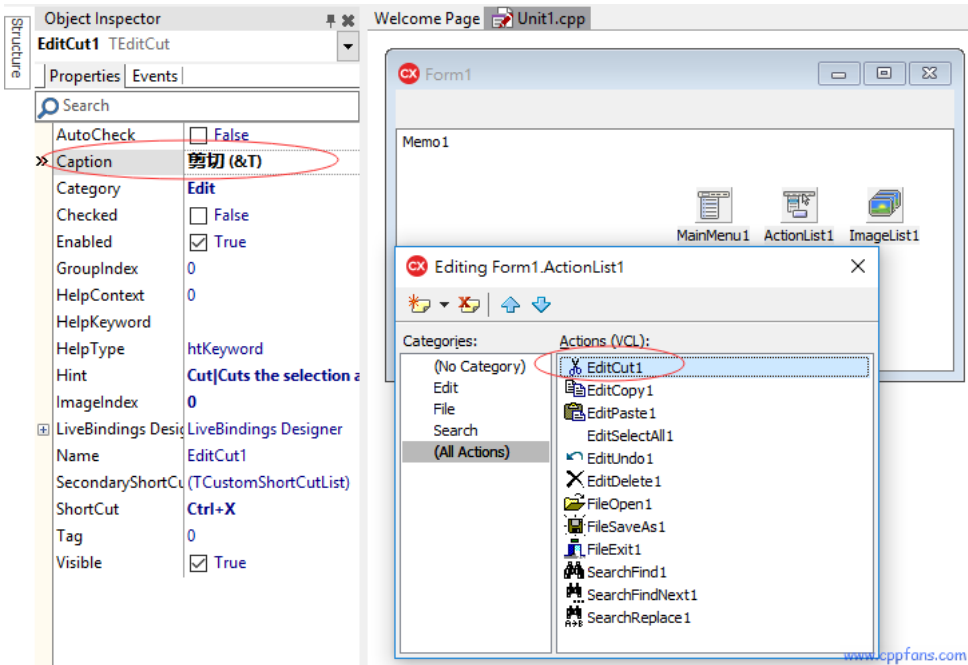 Structure
Object Inspector
EditCut1 TEditCut
Properties Events
Search
AutoCheck False
Caption 剪切 (&T)
Category Edit
Checked False
Enabled True
GroupIndex 0
HelpContext 0
HelpKeyword
HelpType htKeyword
Hint Cut|Cuts the selection a
ImageIndex 0
LiveBindings Desig LiveBindings Designer
Name EditCut1
SecondaryShortCu (TCustomShortCutList)
ShortCut Ctrl+X
Tag 0
Visible True
Welcome Page Unit1.cpp
CX Form1
Memo1
MainMenu1 ActionList1 ImageList1
CX Editing Form1.ActionList1
Categories:
(No Category)
Edit
File
Search
(All Actions)
Actions (VCL):
EditCut1
EditCopy1
EditPaste1
EditSelectAll1
EditUndo1
EditDelete1
FileOpen1
FileSaveAs1
FileExit1
SearchFind1
SearchFindNext1
SearchReplace1
www.cppfans.com